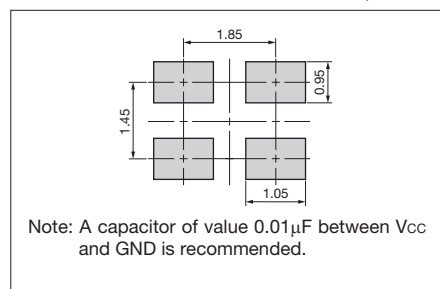 1.85
0.95
1.45
1.05
Note: A capacitor of value 0.01μF between Vcc
and GND is recommended.